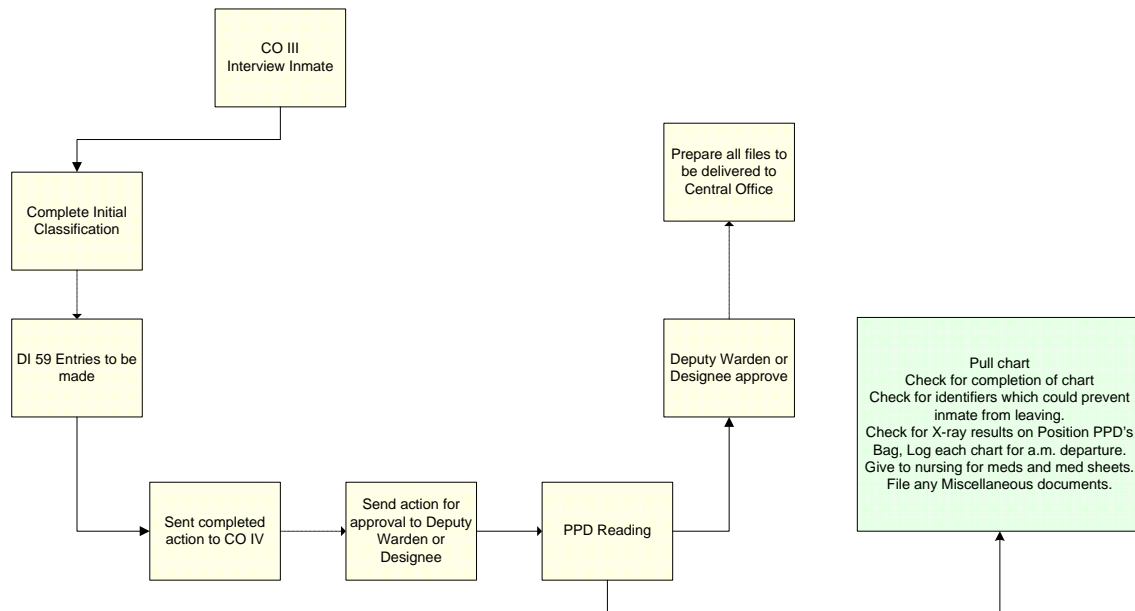 CO III
Interview Inmate
Complete Initial
Classification
DI 59 Entries to be
made
Sent completed
action to CO IV
Send action for
approval to Deputy
Warden or
Designee
PPD Reading
Deputy Warden or
Designee approve
Prepare all files to
be delivered to
Central Office
Pull chart
Check for completion of chart
Check for identifiers which could prevent
inmate from leaving.
Check for X-ray results on Position PPD's
Bag, Log each chart for a.m. departure.
Give to nursing for meds and med sheets.
File any Miscellaneous documents.